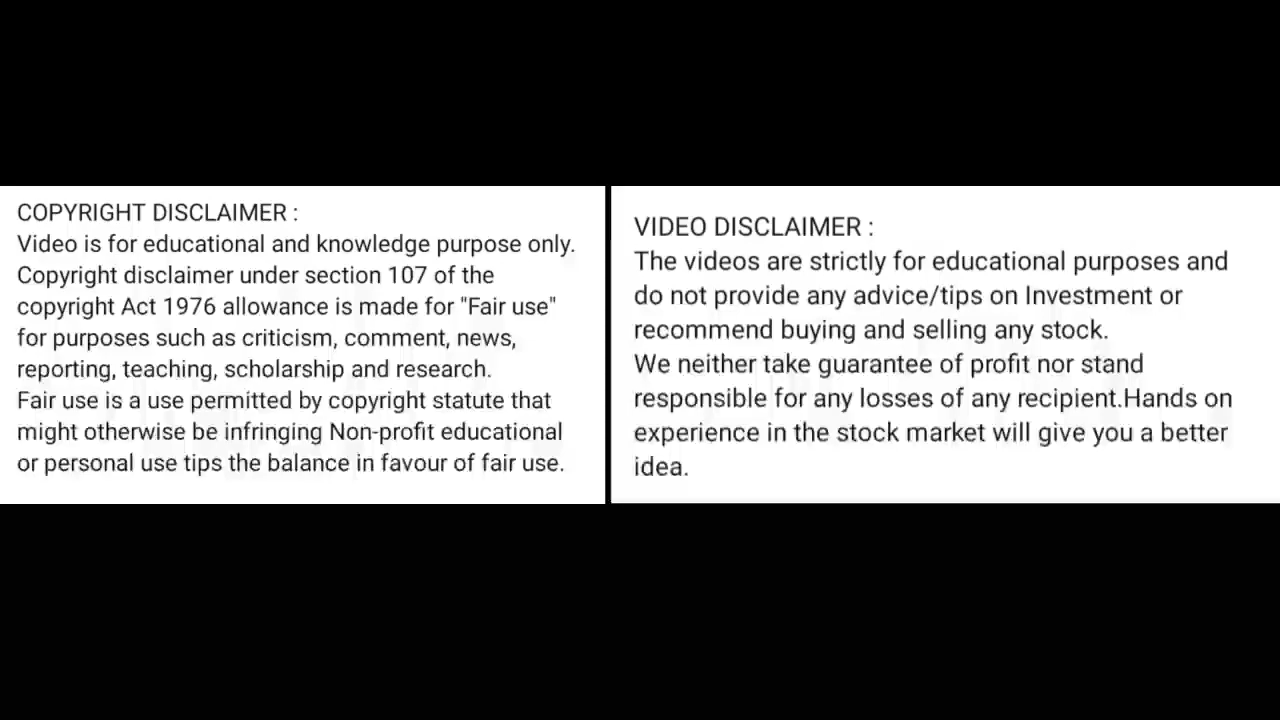 COPYRIGHT DISCLAIMER :
Video is for educational and knowledge purpose only.
Copyright disclaimer under section 107 of the
copyright Act 1976 allowance is made for "Fair use"
for purposes such as criticism, comment, news,
reporting, teaching, scholarship and research.
Fair use is a use permitted by copyright statute that
might otherwise be infringing Non-profit educational
or personal use tips the balance in favour of fair use.
VIDEO DISCLAIMER :
The videos are strictly for educational purposes and
do not provide any advice/tips on Investment or
recommend buying and selling any stock.
We neither take guarantee of profit nor stand
responsible for any losses of any recipient.Hands on
experience in the stock market will give you a better
idea.